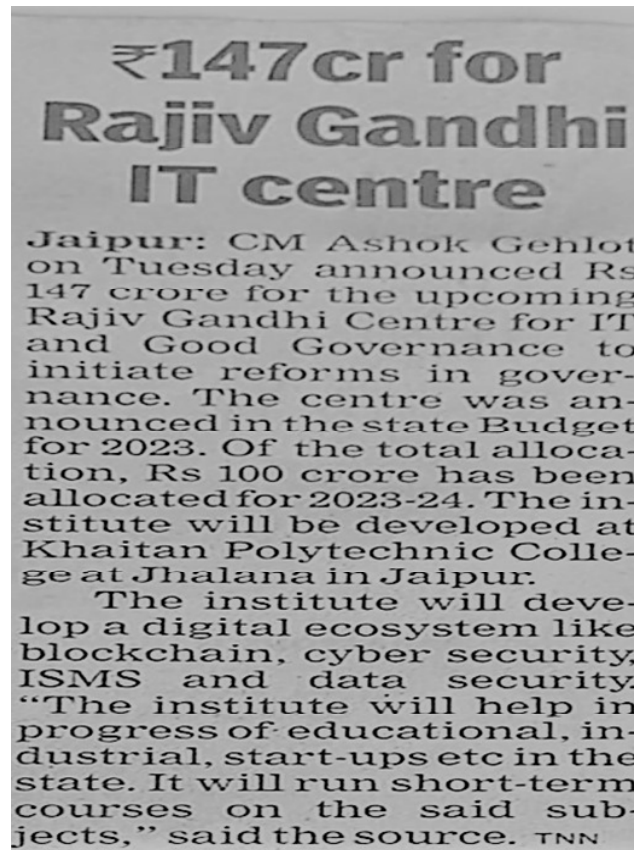 ₹147cr for
Rajiv Gandhi
IT centre
Jaipur: CM Ashok Gehlot
on Tuesday announced Rs
147 crore for the upcoming
Rajiv Gandhi Centre for IT
and Good Governance to
initiate reforms in gover-
nance. The centre was an-
nounced in the state Budget
for 2023. Of the total alloca-
tion, Rs 100 crore has been
allocated for 2023-24. The in-
stitute will be developed at
Khaitan Polytechnic Colle-
ge at Jhalana in Jaipur.
The institute will deve-
lop a digital ecosystem like
blockchain, cyber security,
ISMS and data security.
“The institute will help in
progress of educational, in-
dustrial, start-ups etc in the
state. It will run short-term
courses on the said sub-
jects,” said the source. TNN